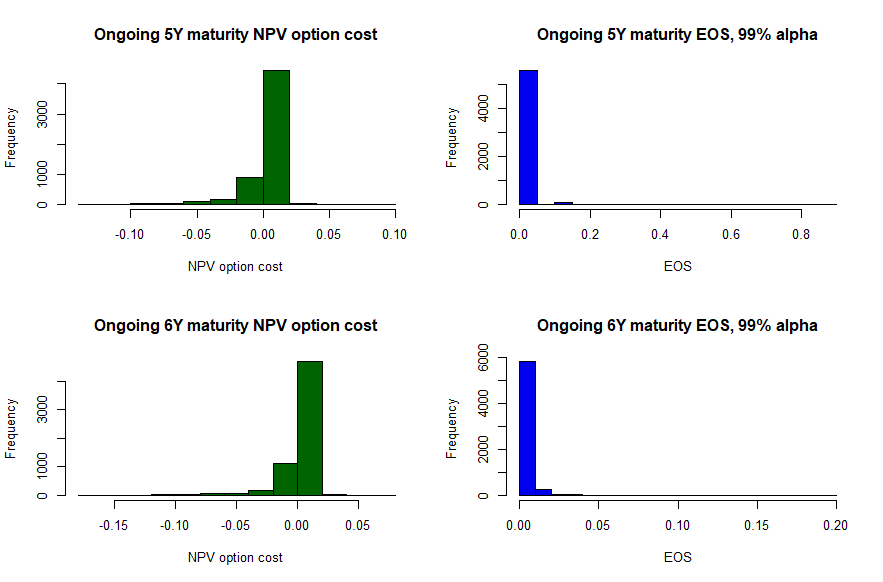 Ongoing 5Y maturity NPV option cost
Frequency
0 1000 3000
-0.10 -0.05 0.00 0.05 0.10
NPV option cost
Ongoing 5Y maturity EOS, 99% alpha
Frequency
0 2000 4000
0.0 0.2 0.4 0.6 0.8
EOS
Ongoing 6Y maturity NPV option cost
Frequency
0 1000 3000
-0.15 -0.10 -0.05 0.00 0.05
NPV option cost
Ongoing 6Y maturity EOS, 99% alpha
Frequency
0 2000 4000 6000
0.00 0.05 0.10 0.15 0.20
EOS